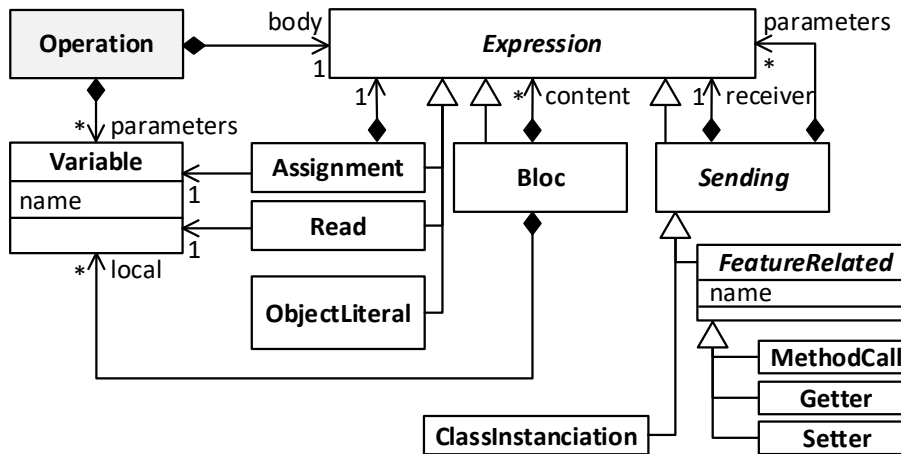 Operation
body
1
Expression
parameters
*
1
* content
1 receiver
* parameters
Variable
name
Assignment
1
Bloc
Sending
Read
1
* local
ObjectLiteral
FeatureRelated
name
MethodCall
Getter
ClassInstanciation
Setter